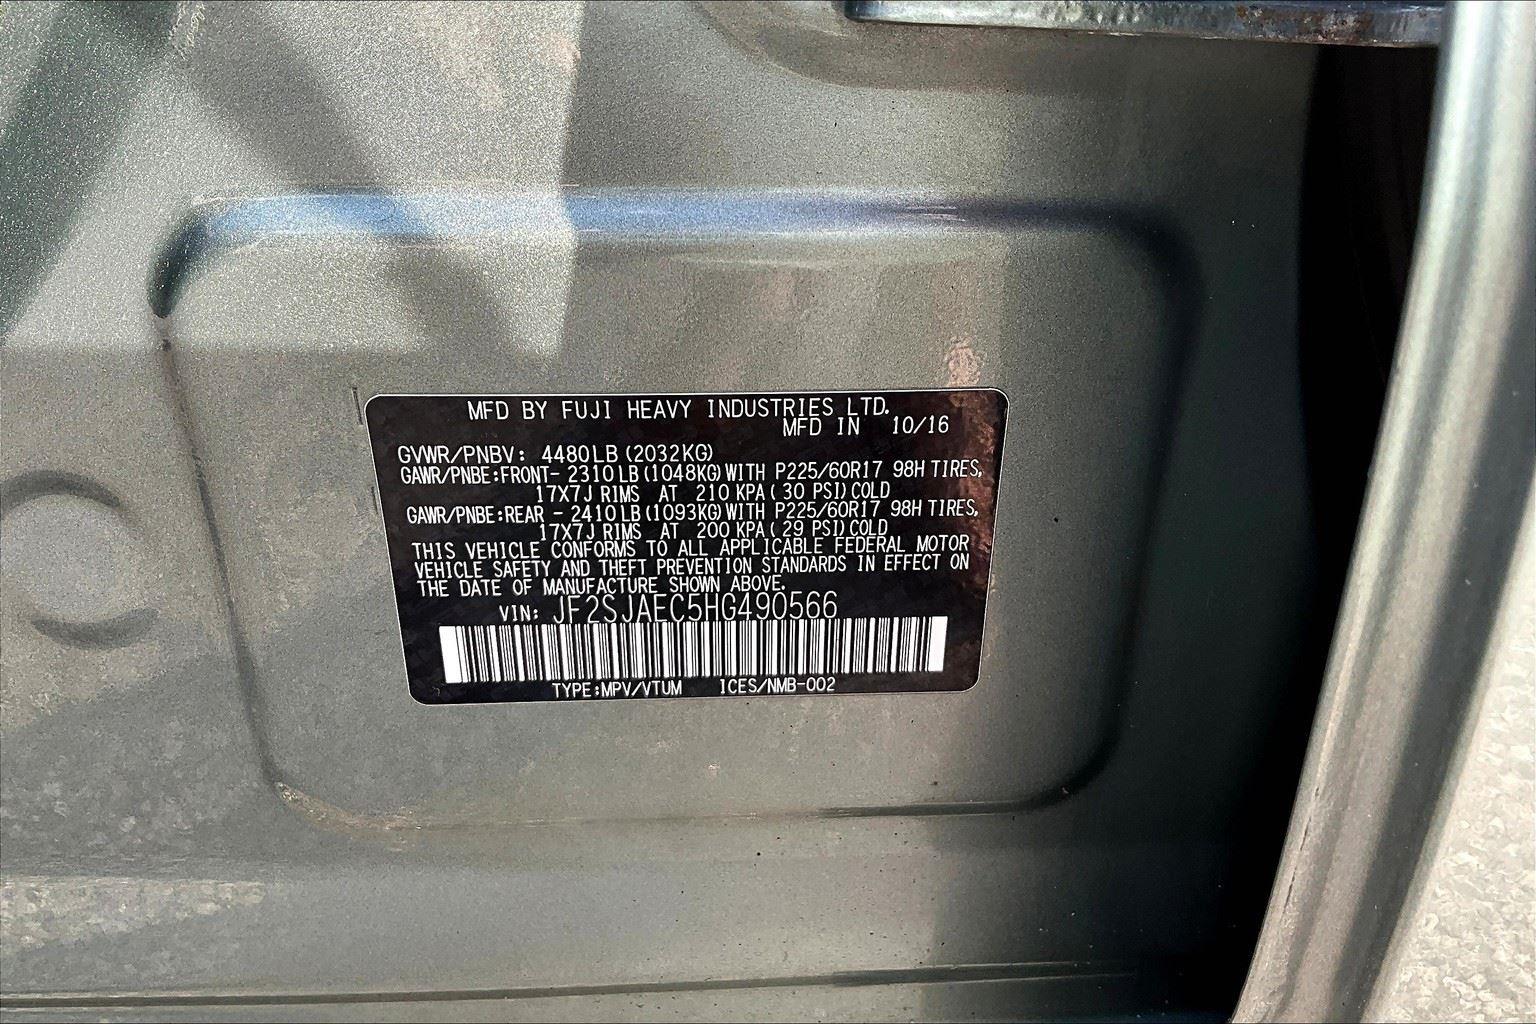 MFD BY FUJI HEAVY INDUSTRIES LTD.
MFD IN 10/16
GVWR/PNBV: 4480LB(2032KG)
GAWR/PNBE:FRONT- 2310LB(1048KG)WITH P225/60R17 98H TIRES,
17X7J RIMS AT 210 KPA( 30 PSI)COLD
GAWR/PNBE:REAR - 2410LB(1093KG)WITH P225/60R17 98H TIRES,
17X7J RIMS AT 200 KPA( 29 PSI)COLD
THIS VEHICLE CONFORMS TO ALL APPLICABLE FEDERAL MOTOR
VEHICLE SAFETY AND THEFT PREVENTION STANDARDS IN EFFECT ON
THE DATE OF MANUFACTURE SHOWN ABOVE.
VIN: JF2SJAEC5HG490566
TYPE:MPV/VTUM ICES/NMB-002